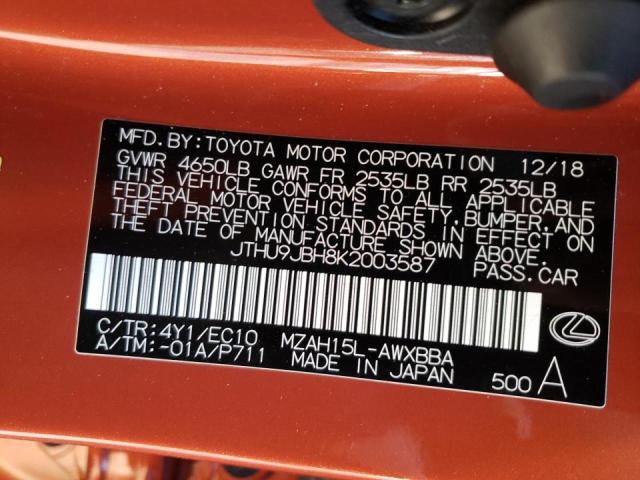 MFD.BY:TOYOTA MOTOR CORPORATION 12/18
GVWR 4650LB GAWR FR 2535LB RR 2535LB
THIS VEHICLE CONFORMS TO ALL APPLICABLE
FEDERAL MOTOR VEHICLE SAFETY,BUMPER,AND
THEFT PREVENTION STANDARDS IN EFFECT ON
THE DATE OF MANUFACTURE SHOWN ABOVE.
JTHU9JBH8K2003587 PASS.CAR
C/TR:4Y1/EC10 MZAH15L-AWXBBA
A/TM:-01A/P711 MADE IN JAPAN 500 A